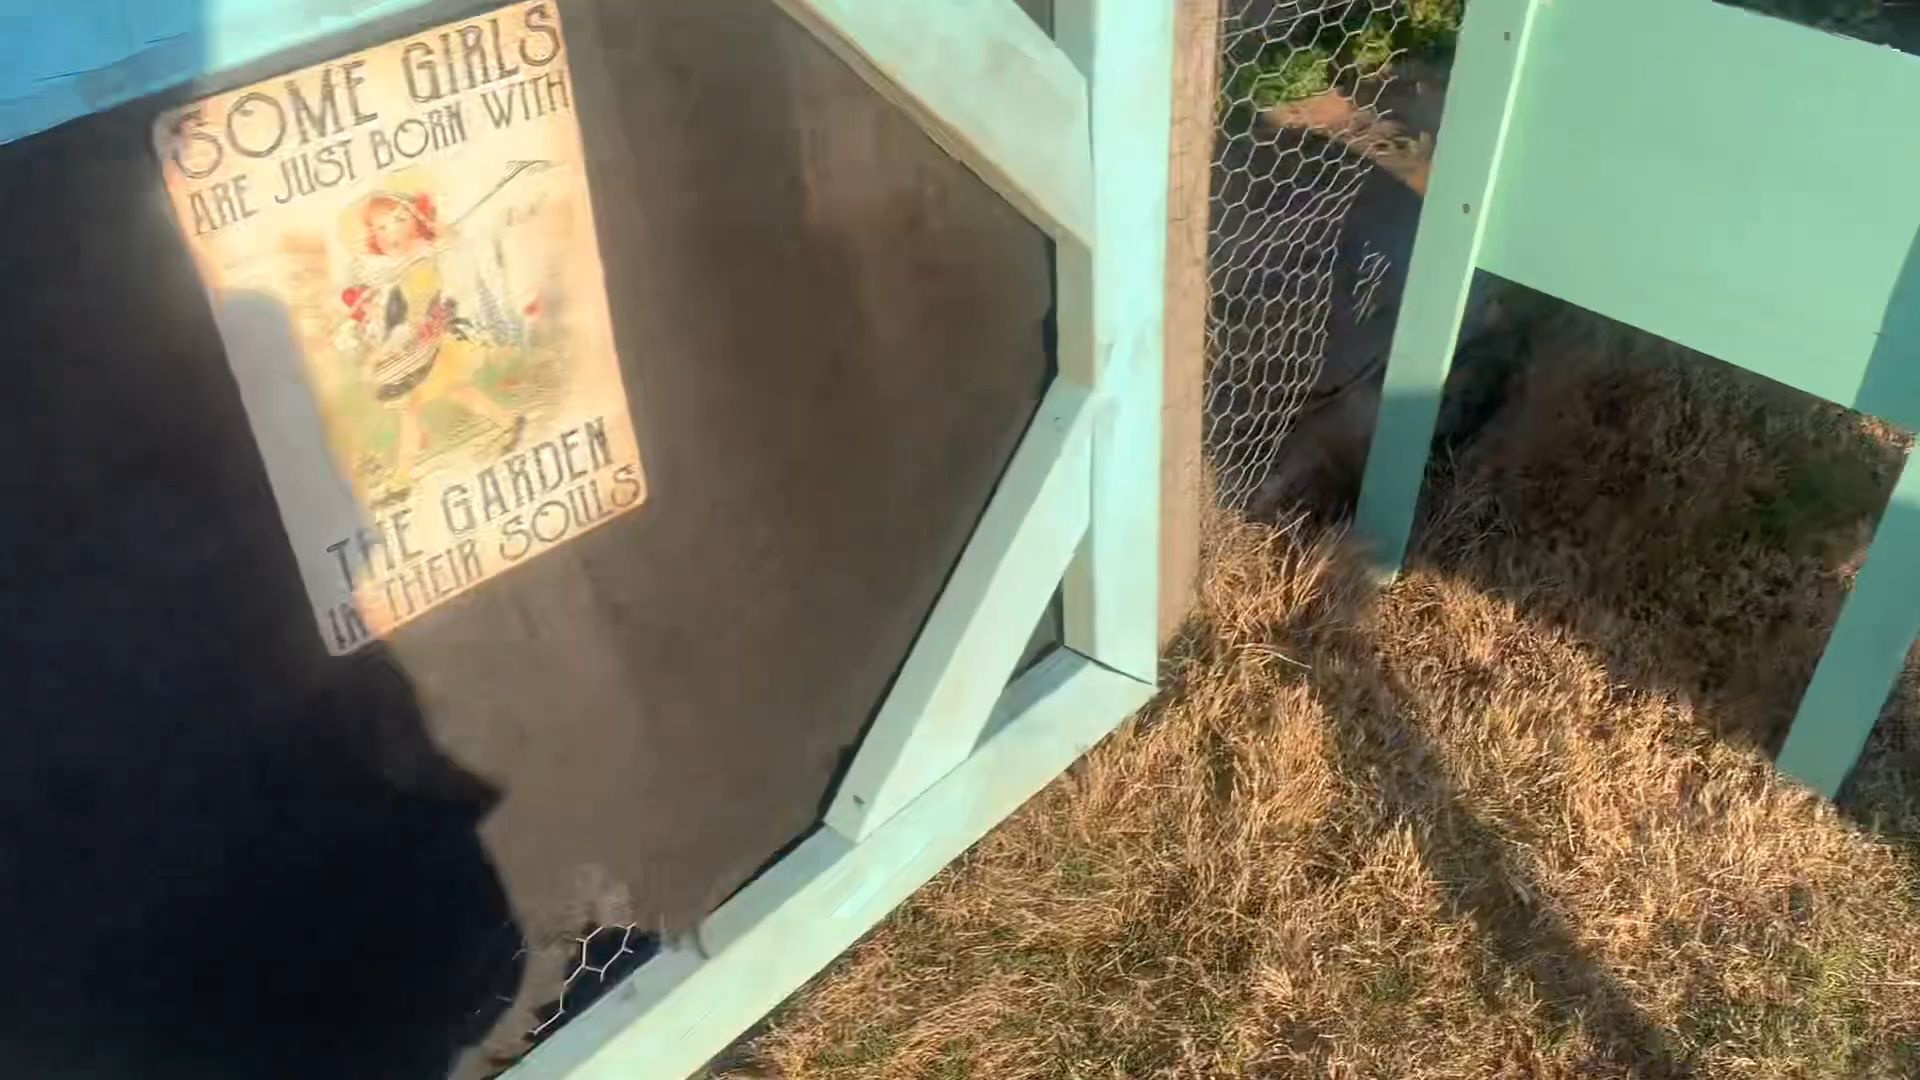 SOME GIRLS
ARE JUST BORN WITH
THE GARDEN
IN THEIR SOULS